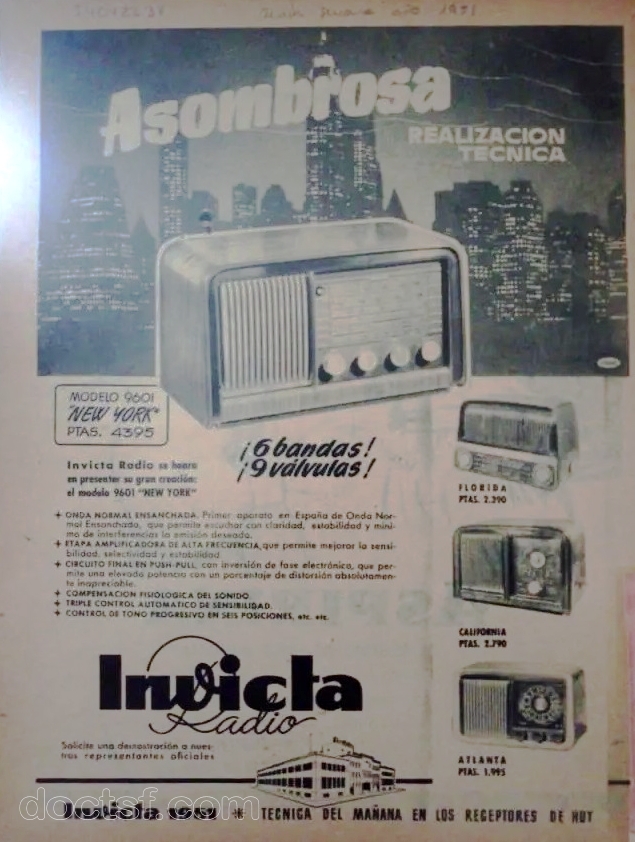 año 1951
Asombrosa
REALIZACION
TECNICA
MODELO 9601
"NEW YORK"
PTAS. 4395
¡6 bandas!
¡9 válvulas!
Invicta Radio se honra
en presentar su gran creación:
el modelo 9601 "NEW YORK"
ONDA NORMAL ENSANCHADA. Primer aparato en España de Onda Nor-
mal Ensanchada, que permite escuchar con claridad, estabilidad y míni-
mo de interferencias la emisión deseada.
ETAPA AMPLIFICADORA DE ALTA FRECUENCIA, que permite mejorar la sensi-
bilidad, selectividad y estabilidad.
CIRCUITO FINAL EN PUSH-PULL, con inversión de fase electrónico, que per-
mite una elevada potencia con un porcentaje de distorsión absolutamen-
te inapreciable.
COMPENSACION FISIOLOGICA DEL SONIDO.
TRIPLE CONTROL AUTOMATICO DE SENSIBILIDAD.
CONTROL DE TONO PROGRESIVO EN SEIS POSICIONES, etc. etc.
FLORIDA
PTAS. 2.390
CALIFORNIA
PTAS. 2.790
ATLANTA
PTAS. 1.995
Invicta
Radio
Solicite una demostración a nues-
tros representantes oficiales
doctsf.com
Invicta Radio * TECNICA DEL MAÑANA EN LOS RECEPTORES DE HOY